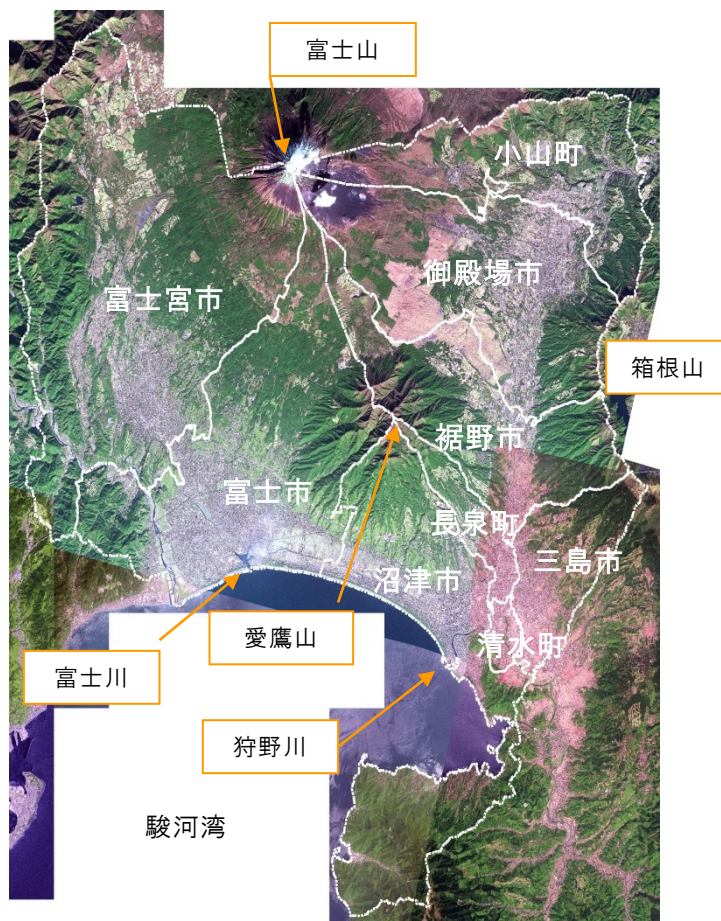 富士山
小山町
御殿場市
富士宮市
箱根山
裾野市
富士市
長泉町
三島市
沼津市
愛鷹山
清水町
富士川
狩野川
駿河湾